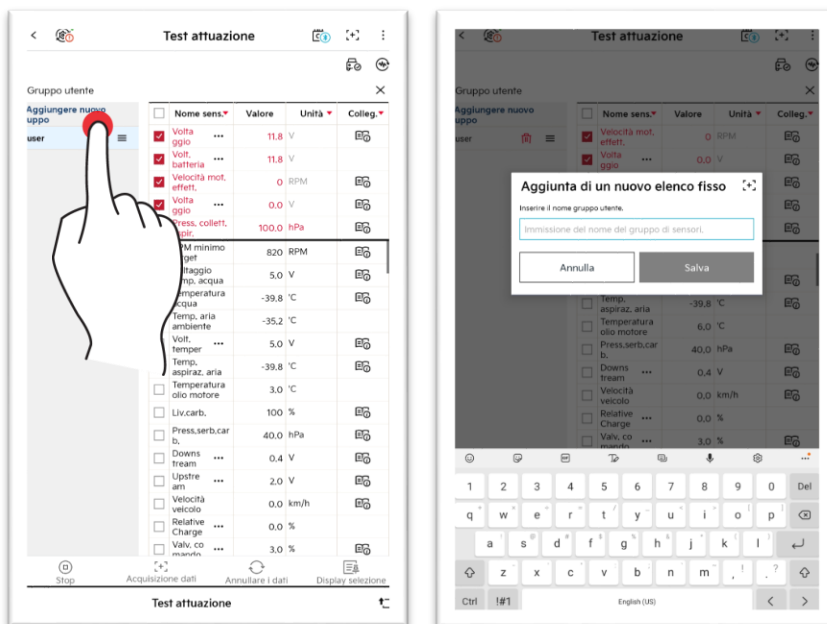 Test attuazione
Gruppo utente
Aggiungere nuovo
uppo
user
Nome sens. Valore Unità Colleg.
Volta
ggio ... 11.8 V
Volt,
batteria ... 11.8 V
Velocità mot,
effett, 0 RPM
Volta
ggio ... 0.0 V
Press, collett,
spir, 100.0 hPa
PM minimo
rget 820 RPM
ltaggio
mp, acqua 5.0 V
emperatura
cqua -39.8 °C
Temp, aria
ambiente -35.2 °C
Volt,
temper ... 5.0 V
Temp,
aspiraz, aria -39.8 °C
Temperatura
olio motore 3.0 °C
Liv.carb, 100 %
Press,serb,car
b, 40.0 hPa
Downs
tream ... 0.4 V
Upstre
am ... 2.0 V
Velocità
veicolo 0.0 km/h
Relative
Charge ... 0.0 %
Valv, co
mando ... 3.0 %
Stop Acquisizione dati Annullare i dati Display selezione
Test attuazione
Test attuazione
Gruppo utente
Aggiungere nuovo
uppo
user
Nome sens. Valore Unità Colleg.
Velocità mot,
effett, 0 RPM
Volta
ggio ... 0.0 V
Aggiunta di un nuovo elenco fisso
Inserire il nome gruppo utente.
Immissione del nome del gruppo di sensori.
Annulla Salva
Temp,
aspiraz, aria -39.8 °C
Temperatura
olio motore 6.0 °C
Press,serb,car
b, 40.0 hPa
Downs
tream ... 0.4 V
Velocità
veicolo 0.0 km/h
Relative
Charge ... 0.0 %
Valv, co
mando ... 3.0 %
1 2 3 4 5 6 7 8 9 0 Del
q w e r t y u i o p
a s d f g h j k l
z x c v b n m , ! . ?
Ctrl !#1 English (US) < >